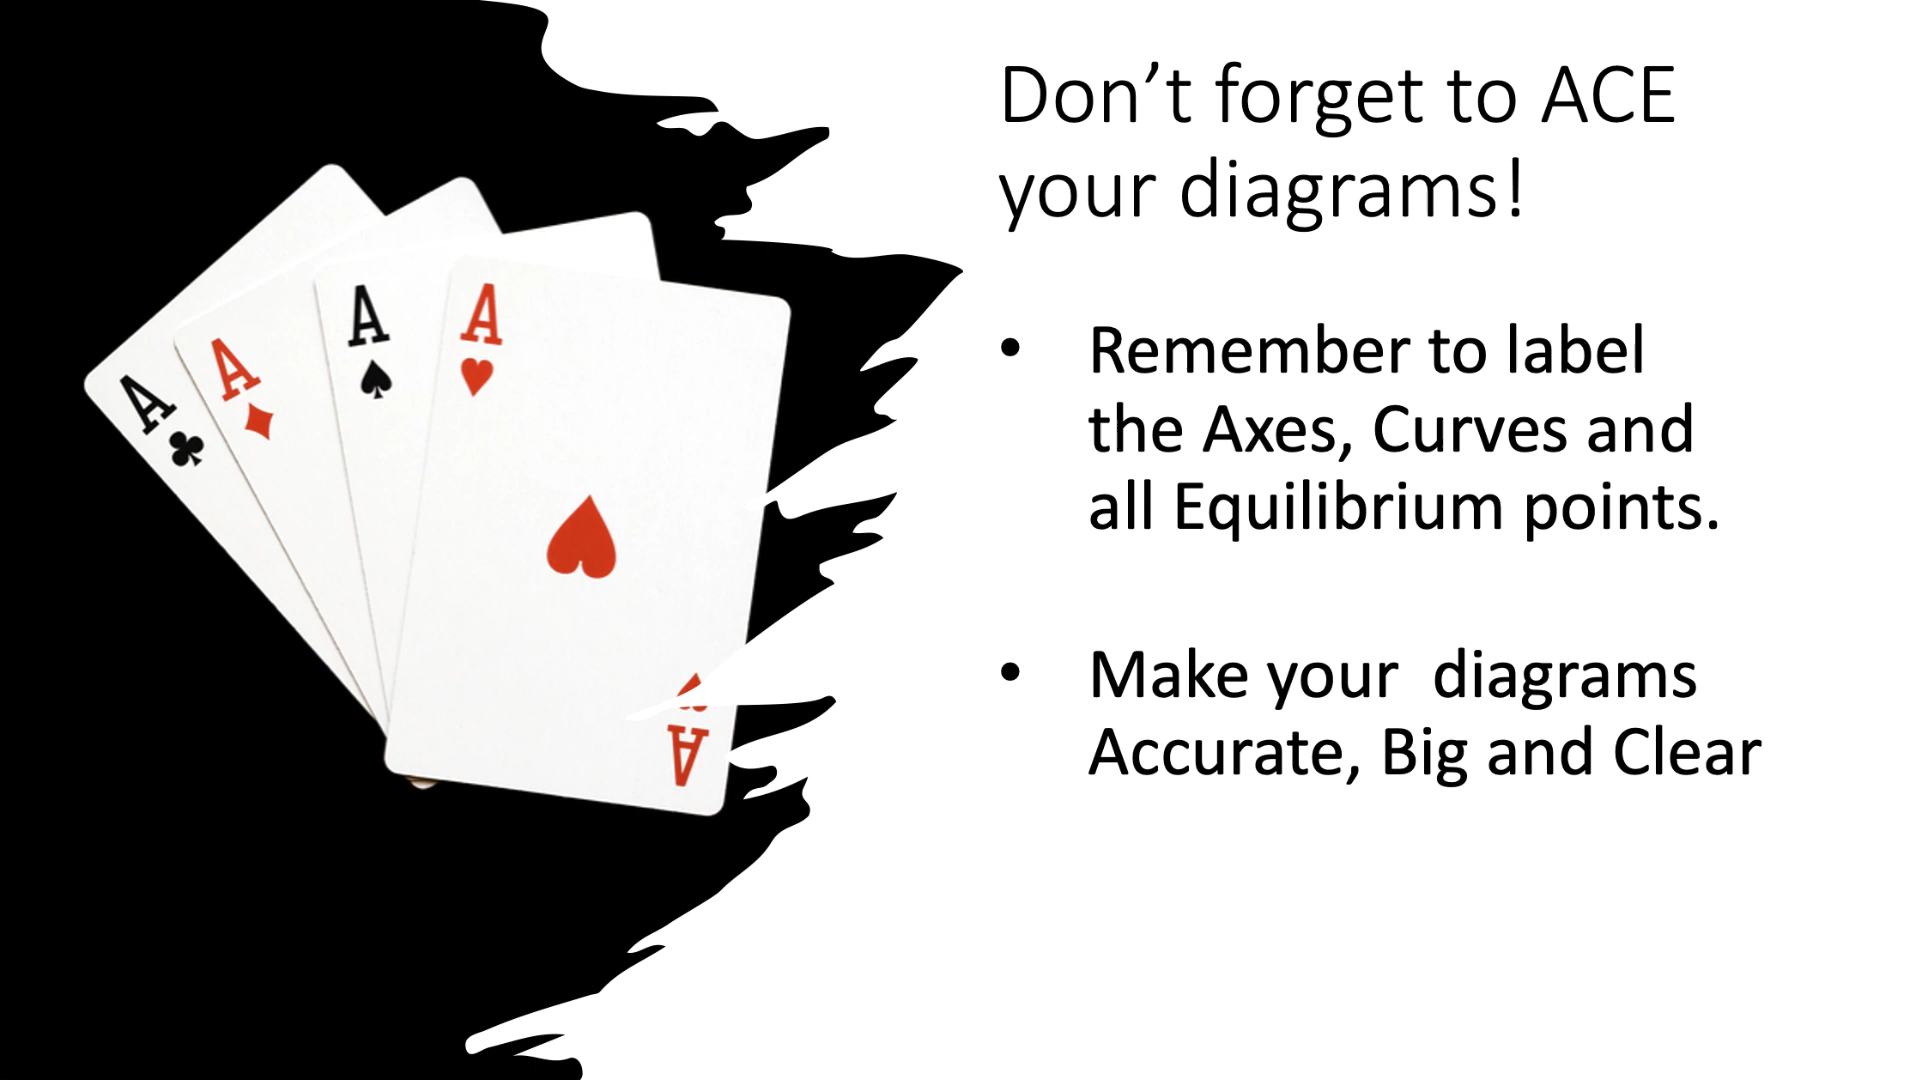 Don’t forget to ACE
your diagrams!
• Remember to label
the Axes, Curves and
all Equilibrium points.
• Make your  diagrams
Accurate, Big and Clear
A
A
A
A
A